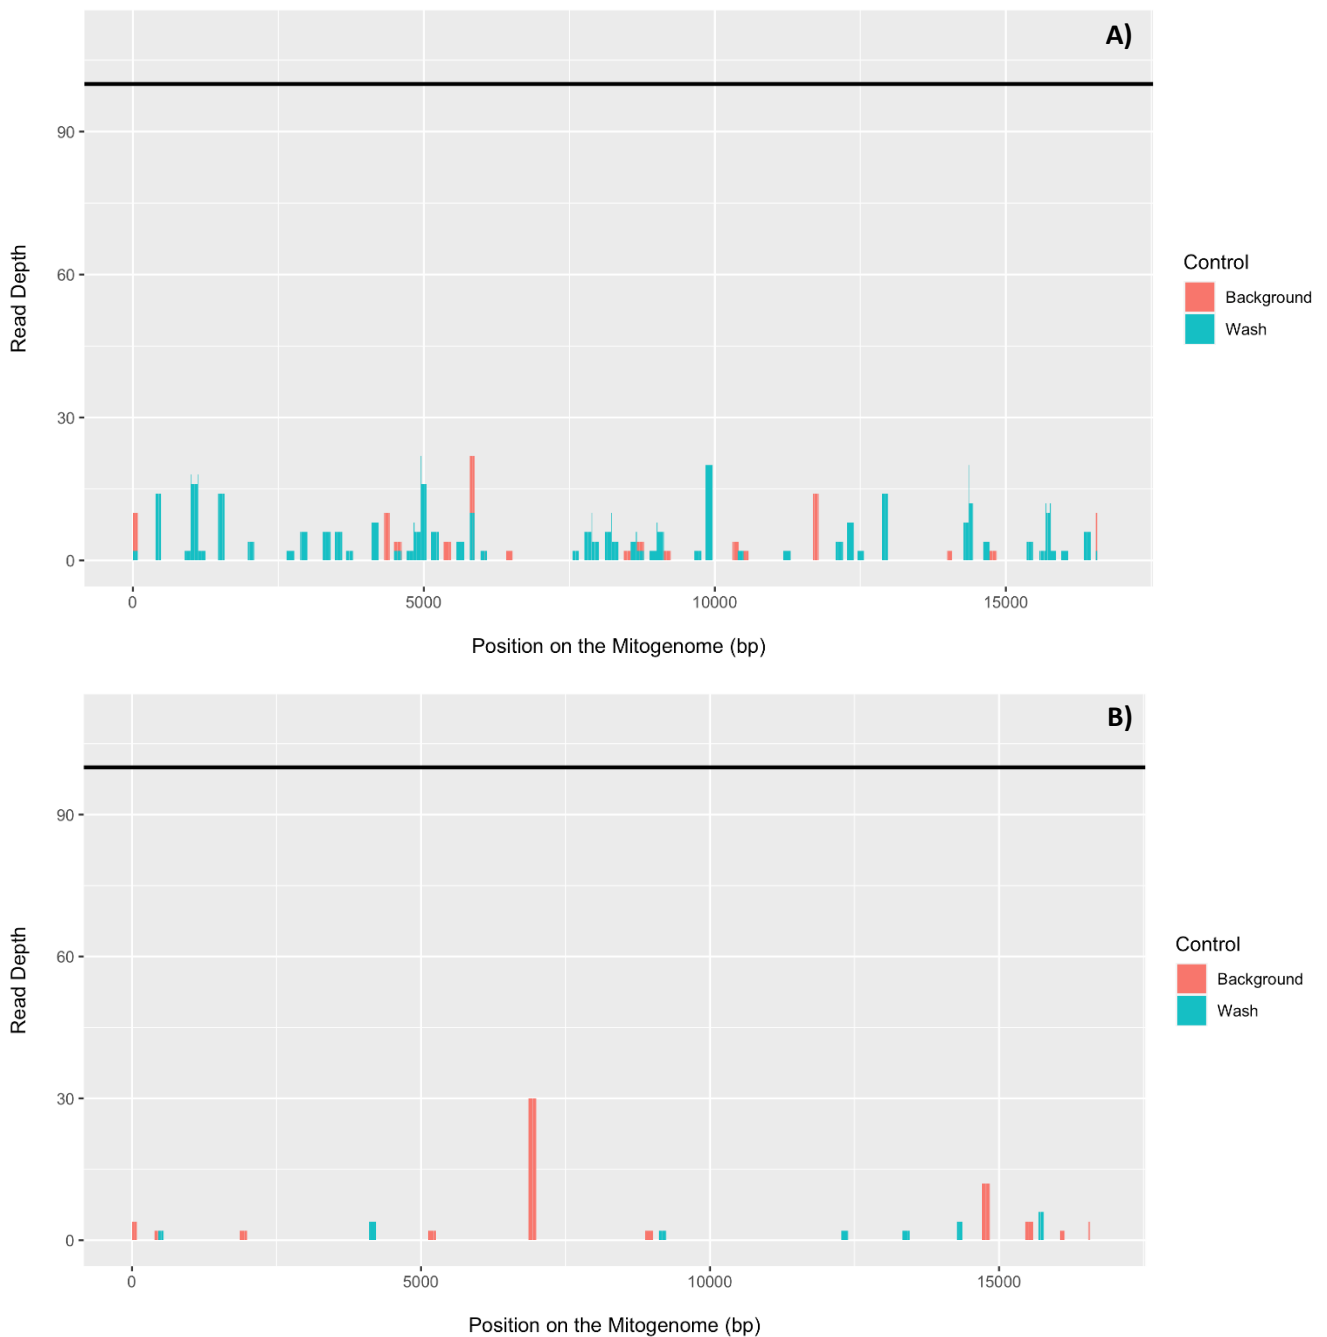 A)
90
60
30
0
Read Depth
0 5000 10000 15000
Position on the Mitogenome (bp)
Control
Background
Wash
B)
90
60
30
0
Read Depth
0 5000 10000 15000
Position on the Mitogenome (bp)
Control
Background
Wash